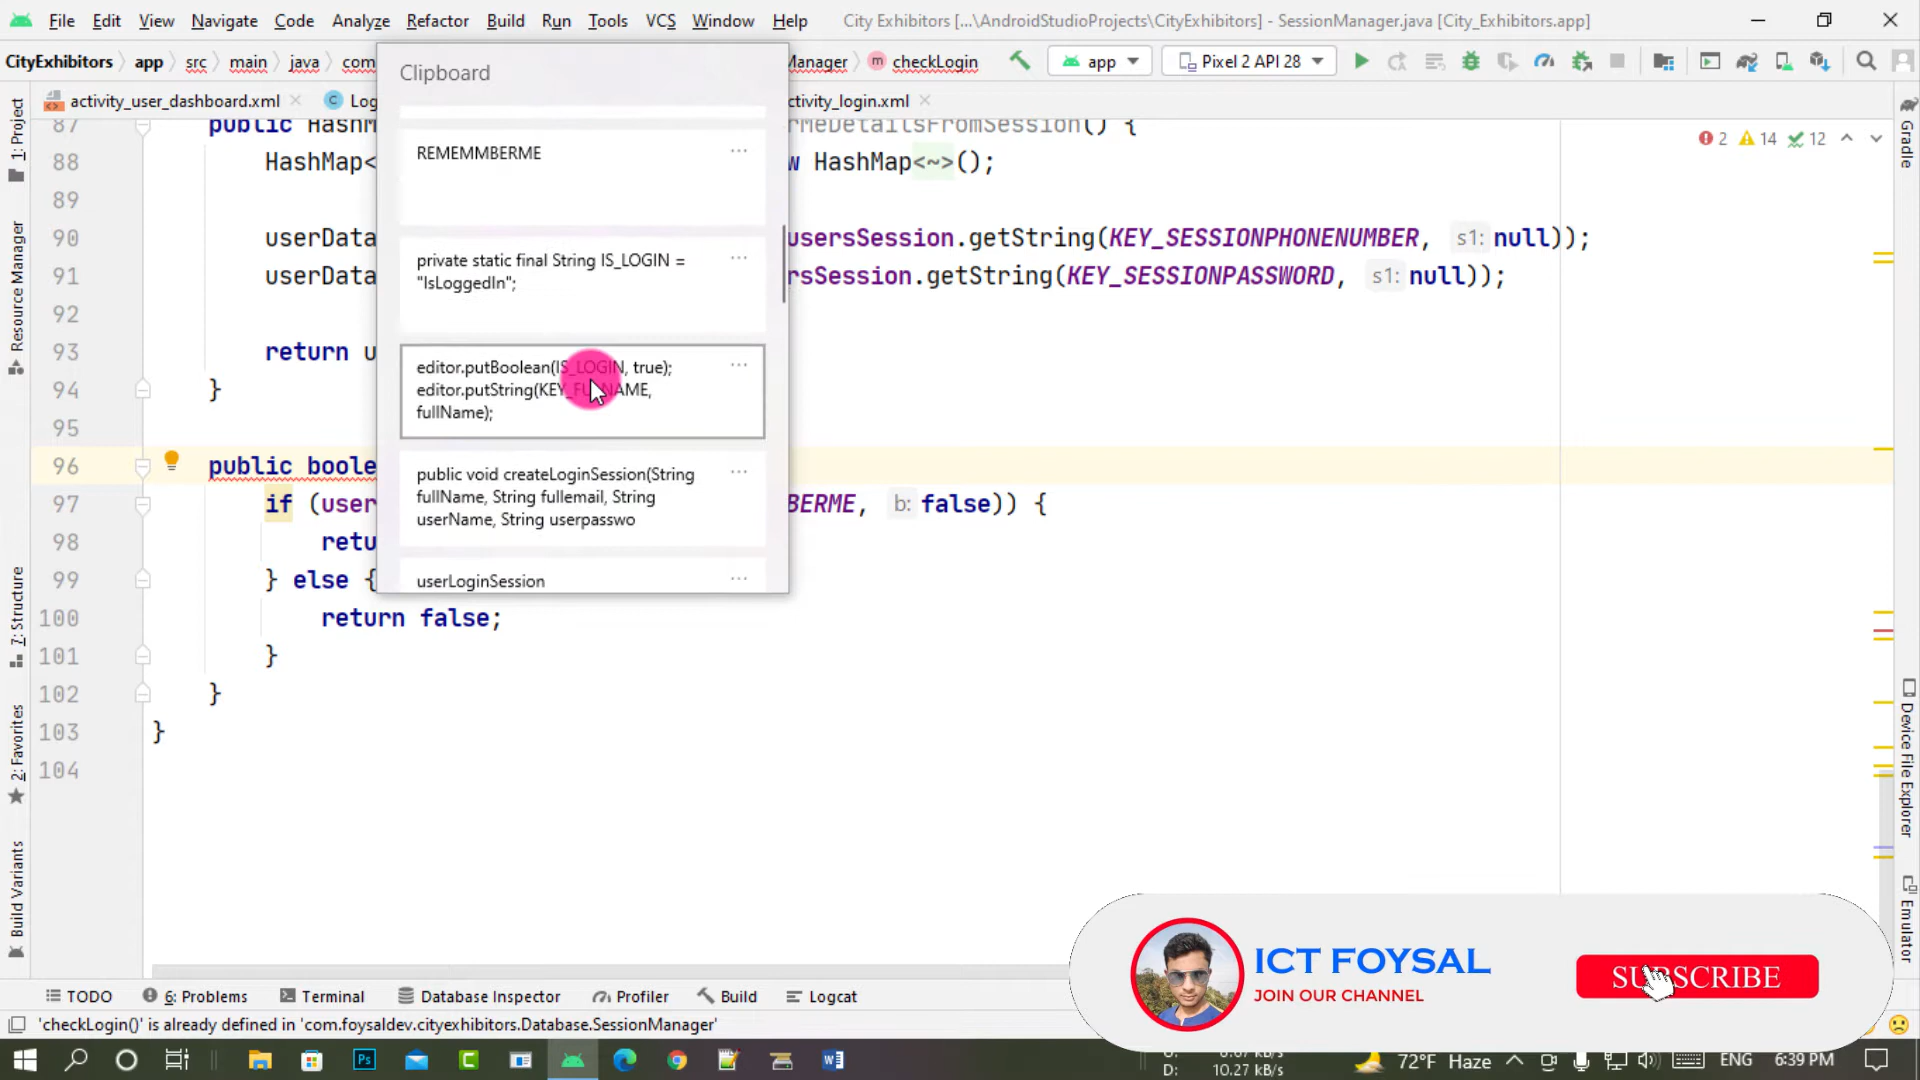 File Edit View Navigate Code Analyze Refactor Build Run Tools VCS Window Help City Exhibitors [...\AndroidStudioProjects\CityExhibitors] - SessionManager.java [City_Exhibitors.app]
CityExhibitors app src main java com Manager m checkLogin app Pixel 2 API 28
activity_user_dashboard.xml C Log ctivity_login.xml
Clipboard
REMEMMBERME
private static final String IS_LOGIN =
"IsLoggedIn";
editor.putBoolean(IS_LOGIN, true);
editor.putString(KEY_FULLNAME,
fullName);
public void createLoginSession(String
fullName, String fullemail, String
userName, String userpasswo
userLoginSession
87 public HashM rMeDetailsFromSession() {
88 HashMap< w HashMap<~>();
89
90 userData usersSession.getString(KEY_SESSIONPHONENUMBER, s1: null));
91 userData rsSession.getString(KEY_SESSIONPASSWORD, s1: null));
92
93 return u
94 }
95
96 public boole
97 if (user BERME, b: false)) {
98 retu
99 } else {
100 return false;
101 }
102 }
103 }
104
2 14 12
1: Project
Resource Manager
7: Structure
2: Favorites
Build Variants
Gradle
Device File Explorer
Emulator
ICT FOYSAL
JOIN OUR CHANNEL
SUBSCRIBE
TODO 6: Problems Terminal Database Inspector Profiler Build Logcat
'checkLogin()' is already defined in 'com.foysaldev.cityexhibitors.Database.SessionManager'
D: 10.27 kB/s 72°F Haze ENG 6:39 PM